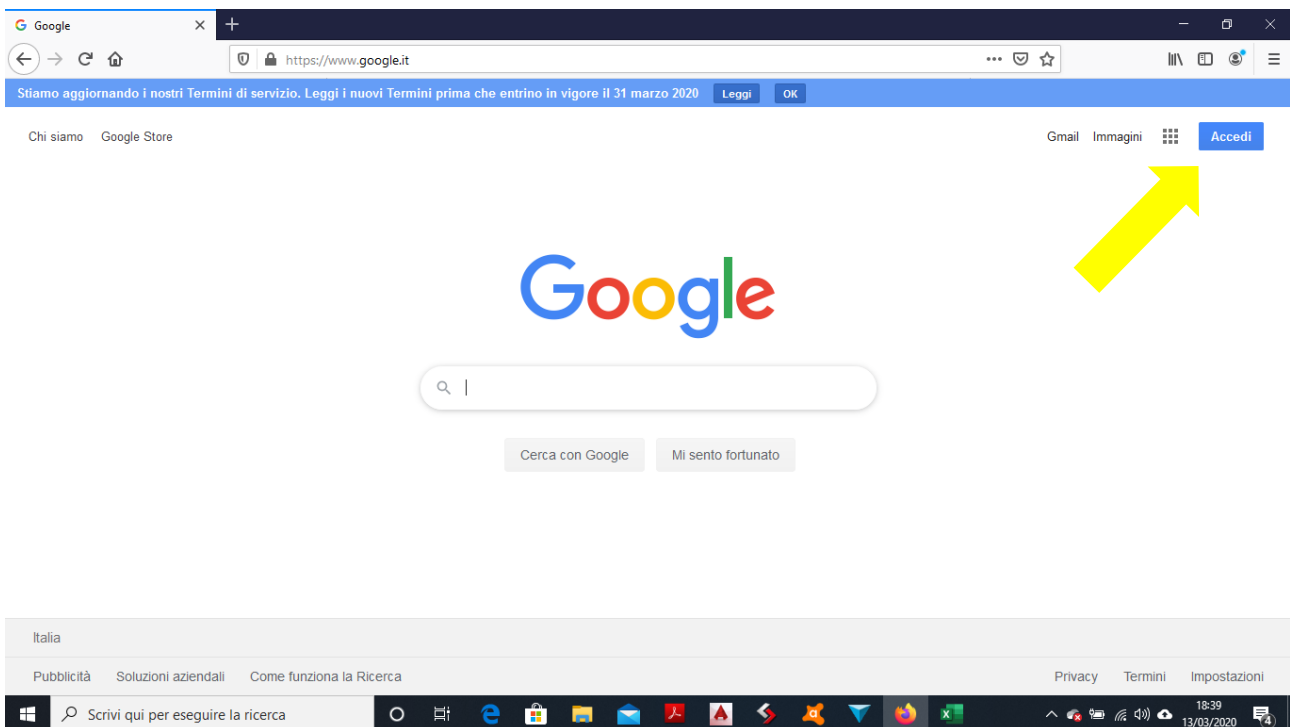 Google
https://www.google.it
Stiamo aggiornando i nostri Termini di servizio. Leggi i nuovi Termini prima che entrino in vigore il 31 marzo 2020 Leggi OK
Chi siamo Google Store Gmail Immagini Accedi
Google
Cerca con Google Mi sento fortunato
Italia
Pubblicità Soluzioni aziendali Come funziona la Ricerca Privacy Termini Impostazioni
Scrivi qui per eseguire la ricerca 18:39
13/03/2020 4